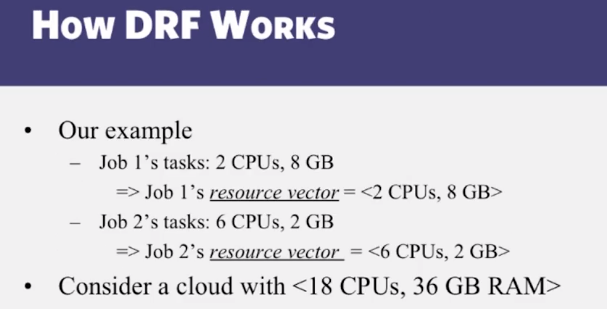 HOW DRF WORKS
• Our example
– Job 1's tasks: 2 CPUs, 8 GB
=> Job 1's resource vector = <2 CPUs, 8 GB>
– Job 2's tasks: 6 CPUs, 2 GB
=> Job 2's resource vector = <6 CPUs, 2 GB>
• Consider a cloud with <18 CPUs, 36 GB RAM>